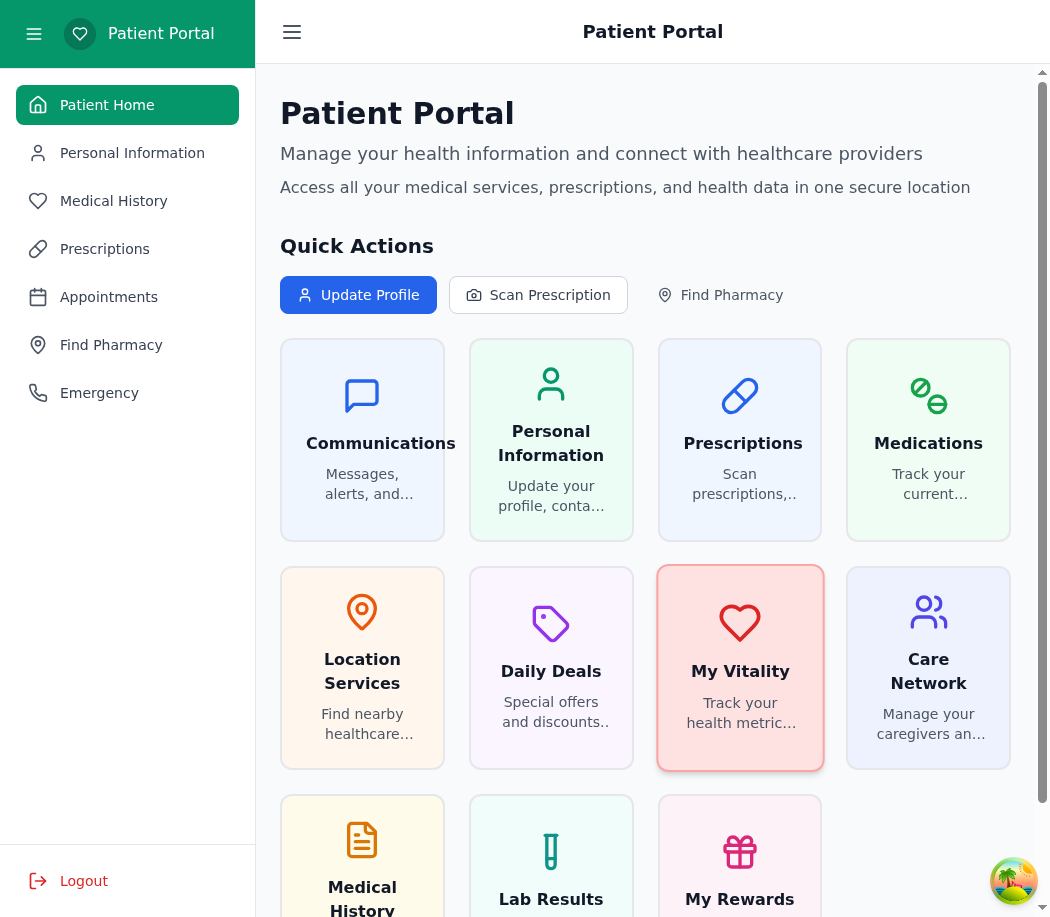 Patient Portal
Patient Home
Personal Information
Medical History
Prescriptions
Appointments
Find Pharmacy
Emergency
Logout
Patient Portal
Patient Portal
Manage your health information and connect with healthcare providers
Access all your medical services, prescriptions, and health data in one secure location
Quick Actions
Update Profile
Scan Prescription
Find Pharmacy
Communications
Messages,
alerts, and...
Personal
Information
Update your
profile, conta...
Prescriptions
Scan
prescriptions,..
Medications
Track your
current...
Location
Services
Find nearby
healthcare...
Daily Deals
Special offers
and discounts..
My Vitality
Track your
health metric...
Care
Network
Manage your
caregivers an...
Medical
History
Lab Results
My Rewards